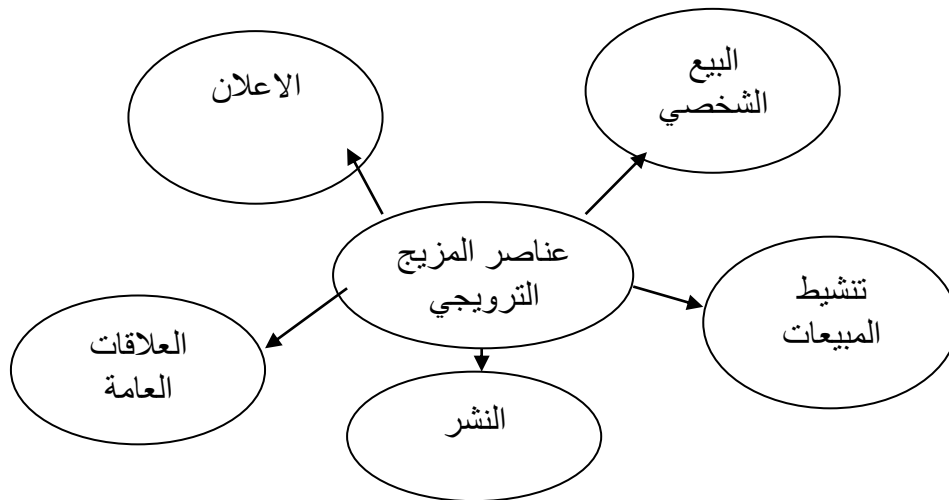 البيع
الشخصي
الاعلان
عناصر المزيج
الترويجي
تنشيط
المبيعات
العلاقات
العامة
النشر